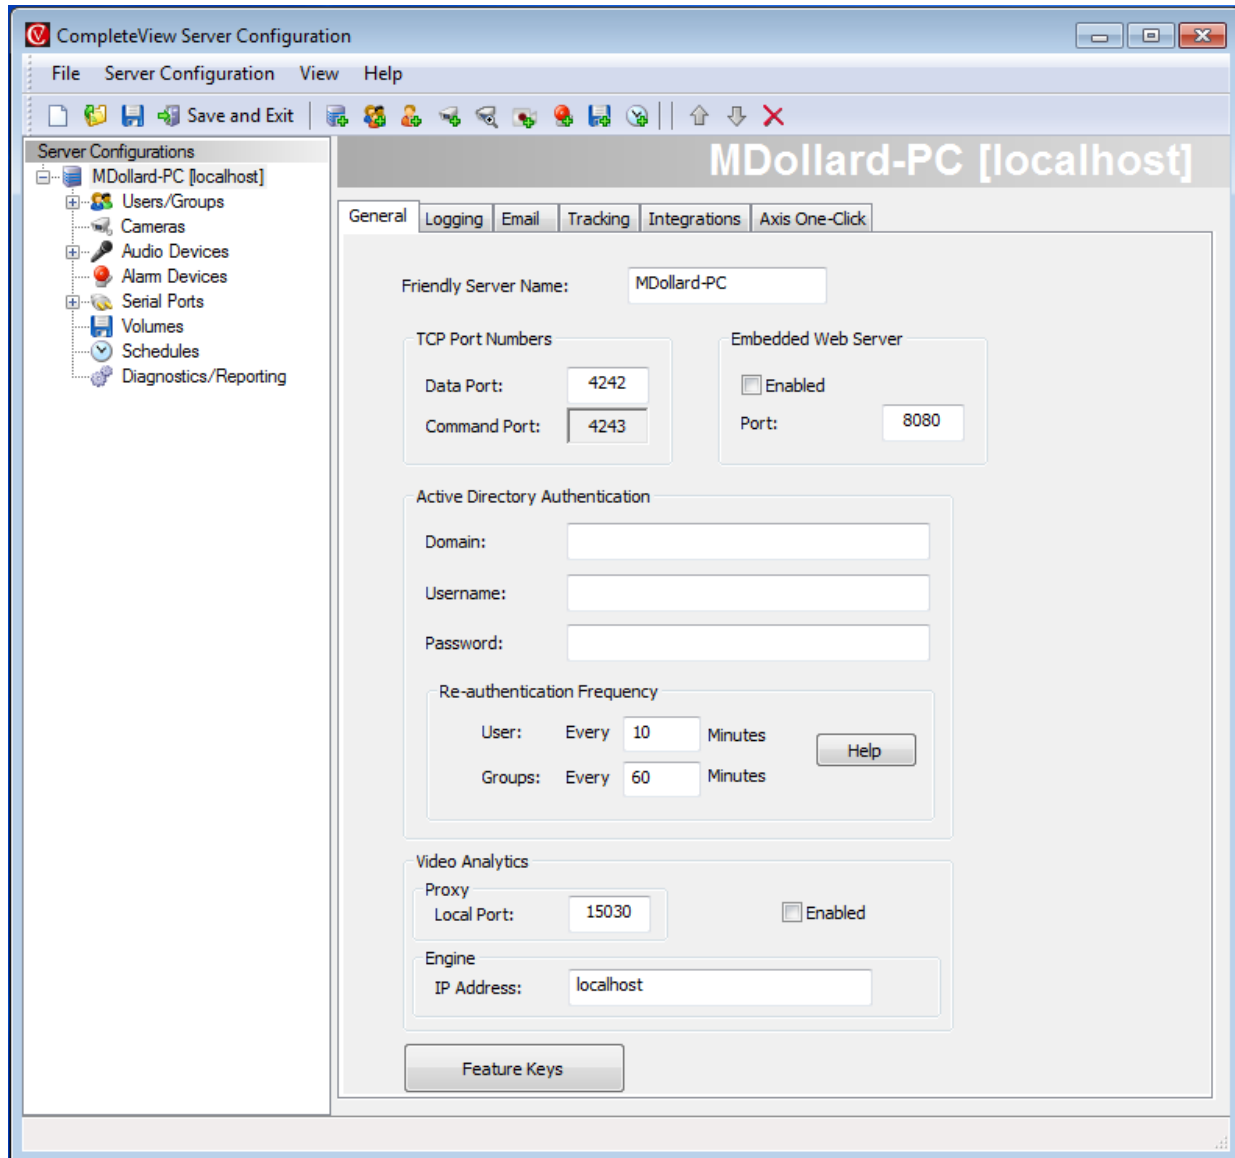 CompleteView Server Configuration
File Server Configuration View Help
Save and Exit
Server Configurations
MDollard-PC [localhost]
Users/Groups
Cameras
Audio Devices
Alarm Devices
Serial Ports
Volumes
Schedules
Diagnostics/Reporting
MDollard-PC [localhost]
General Logging Email Tracking Integrations Axis One-Click
Friendly Server Name: MDollard-PC
TCP Port Numbers
Data Port: 4242
Command Port: 4243
Embedded Web Server
Enabled
Port: 8080
Active Directory Authentication
Domain:
Username:
Password:
Re-authentication Frequency
User: Every 10 Minutes
Groups: Every 60 Minutes
Help
Video Analytics
Proxy
Local Port: 15030
Enabled
Engine
IP Address: localhost
Feature Keys